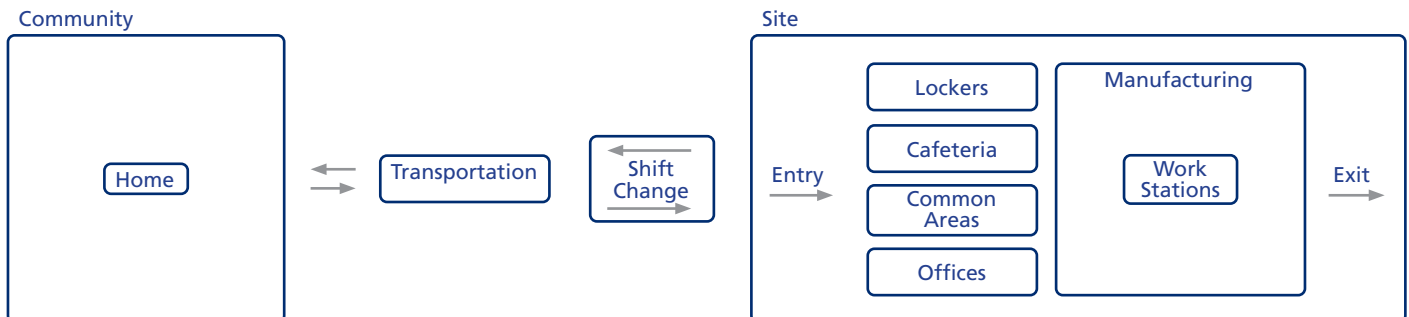 Community
Home
Transportation
Shift
Change
Site
Entry
Lockers
Cafeteria
Common
Areas
Offices
Manufacturing
Work
Stations
Exit